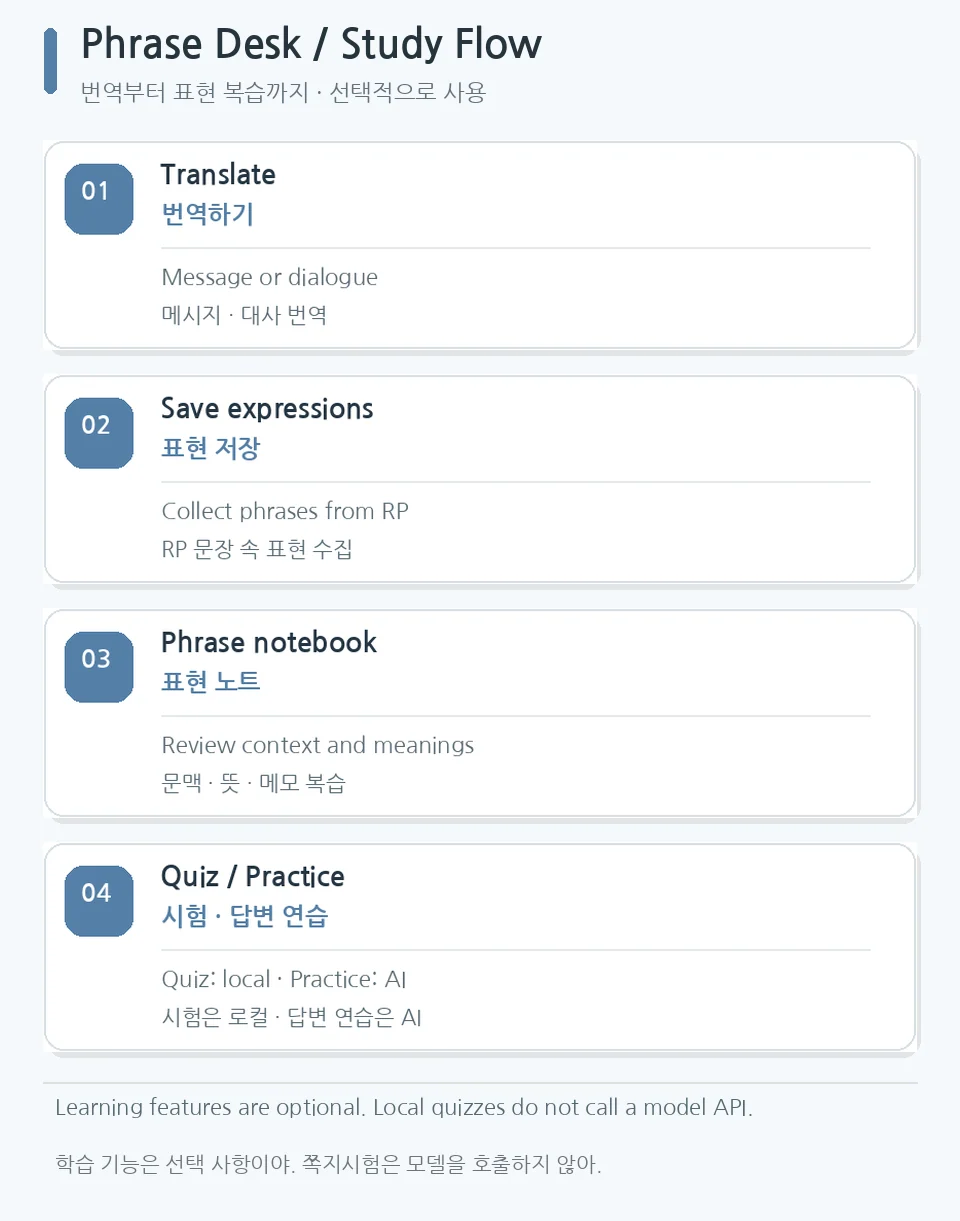 Phrase Desk / Study Flow
번역부터 표현 복습까지 · 선택적으로 사용
01
Translate
번역하기
Message or dialogue
메시지 · 대사 번역
02
Save expressions
표현 저장
Collect phrases from RP
RP 문장 속 표현 수집
03
Phrase notebook
표현 노트
Review context and meanings
문맥 · 뜻 · 메모 복습
04
Quiz / Practice
시험 · 답변 연습
Quiz: local · Practice: AI
시험은 로컬 · 답변 연습은 AI
Learning features are optional. Local quizzes do not call a model API.
학습 기능은 선택 사항이야. 쪽지시험은 모델을 호출하지 않아.